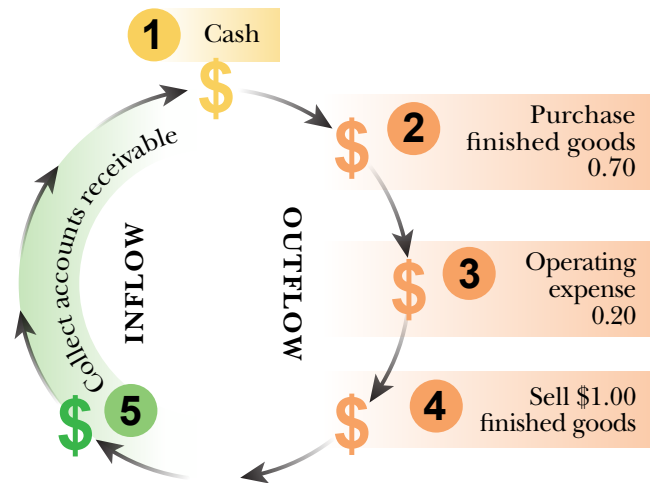 1 Cash
$
$
2 Purchase
finished goods
0.70
$
3 Operating
expense
0.20
$
4 Sell $1.00
finished goods
OUTFLOW
$
5
Collect accounts receivable
INFLOW